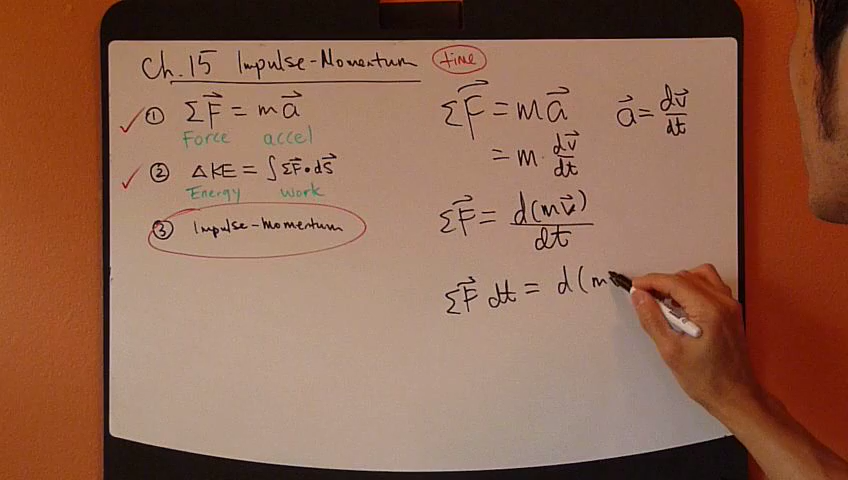 Ch.15 Impulse-Momentum time
① ΣF⃗ = ma⃗
Force accel
② ΔKE = ∫ΣF⃗•dS⃗
Energy work
③ Impulse-Momentum
ΣF⃗ = ma⃗ a⃗ = dv⃗/dt
= m · dv⃗/dt
ΣF⃗ = d(mv⃗)/dt
ΣF⃗ dt = d(m